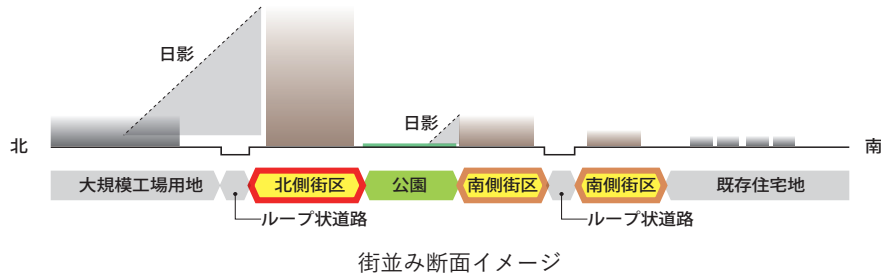 日影
日影
北
南
大規模工場用地
北側街区
公園
南側街区
南側街区
既存住宅地
ループ状道路
ループ状道路
街並み断面イメージ